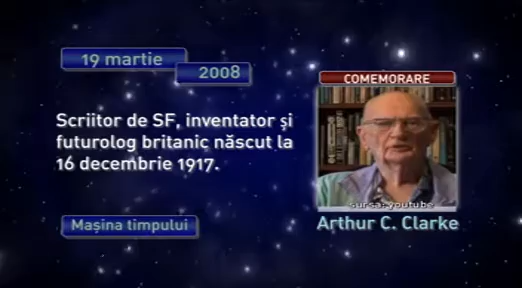 19 martie
2008
COMEMORARE
Scriitor de SF, inventator și
futurolog britanic născut la
16 decembrie 1917.
sursa: youtube
Arthur C. Clarke
Mașina timpului